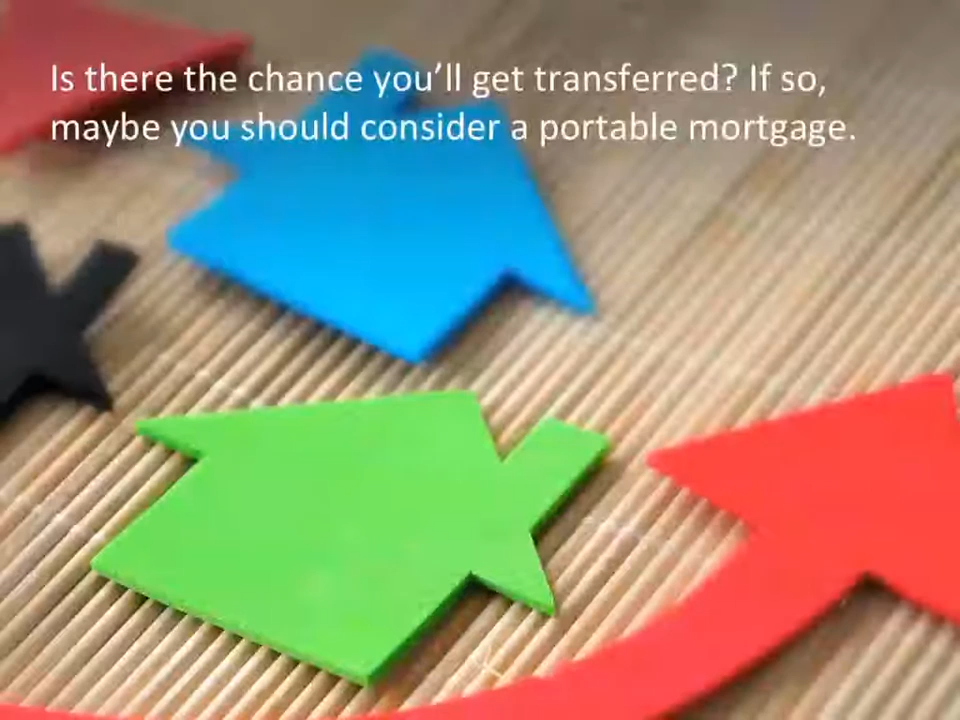 Is there the chance you’ll get transferred? If so,
maybe you should consider a portable mortgage.